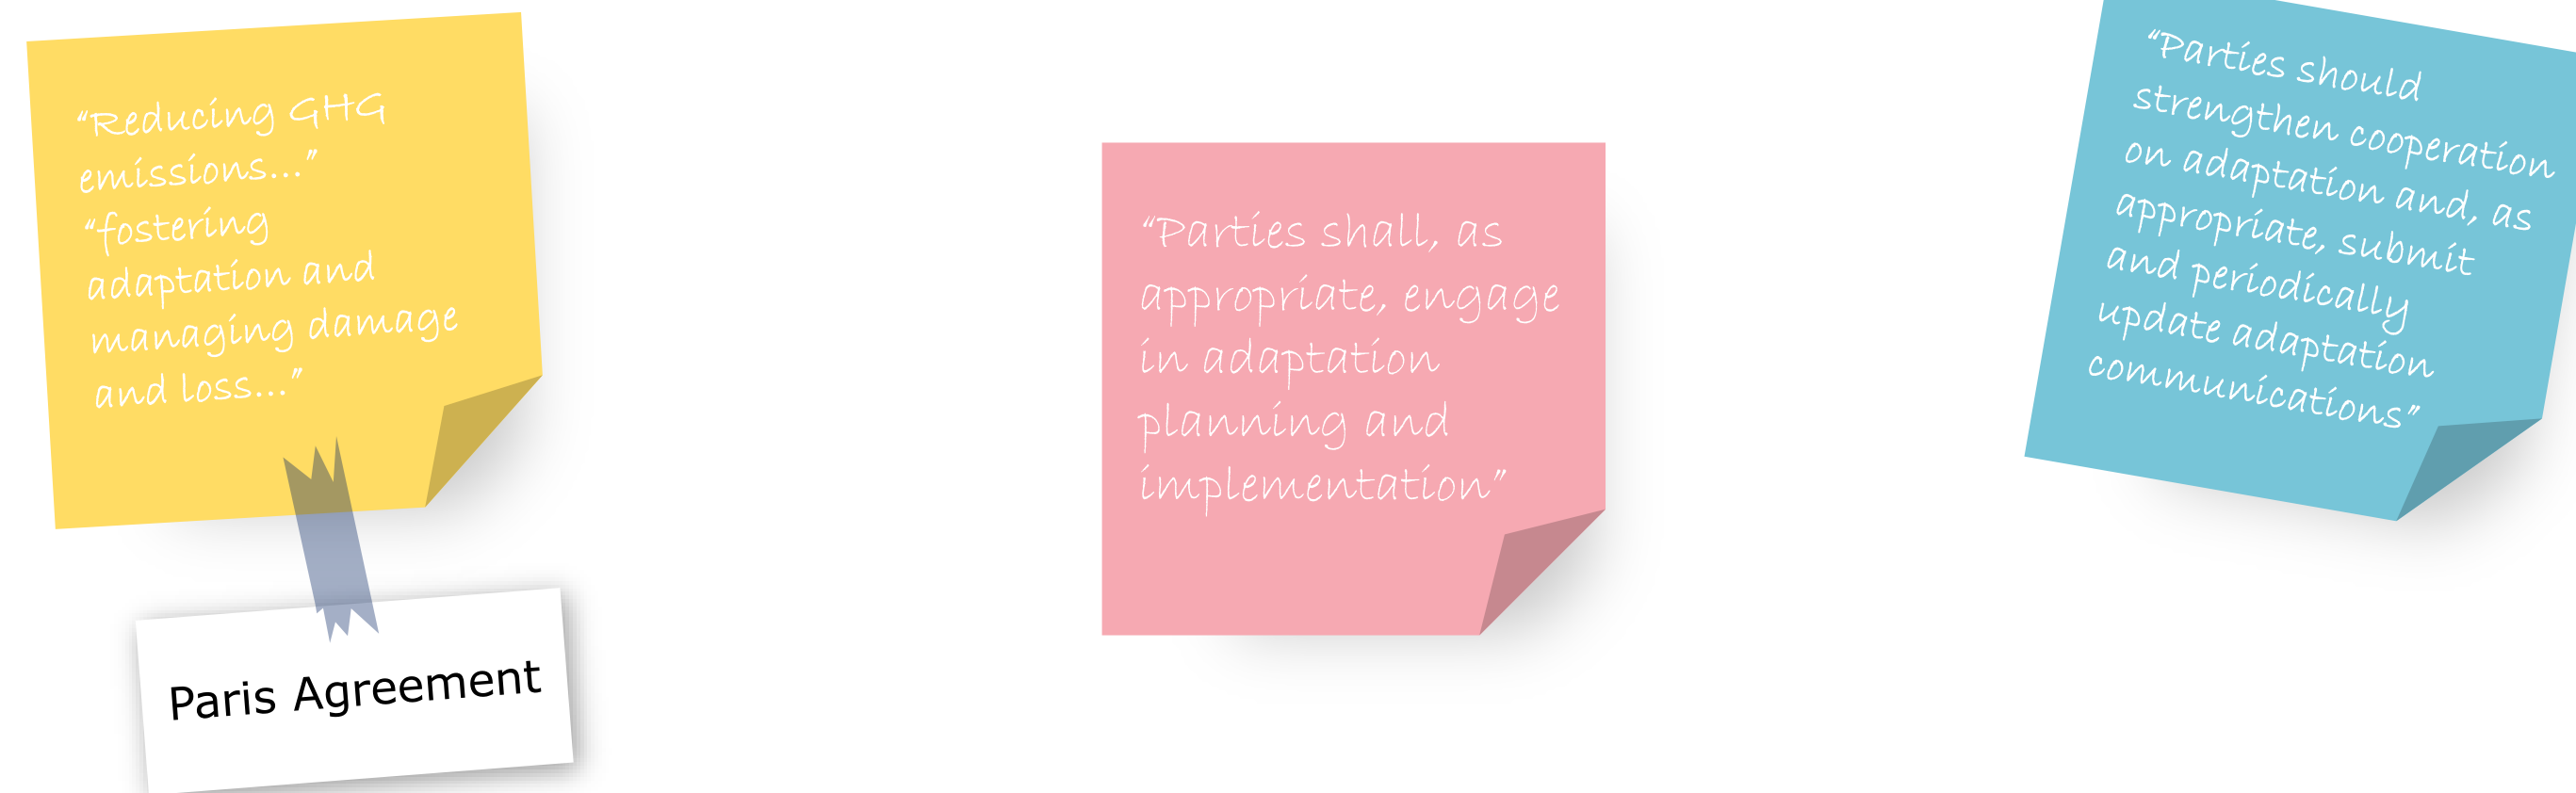 “Reducing GHG
emissions...”
“fostering
adaptation and
managing damage
and loss...”
Paris Agreement
“Parties shall, as
appropriate, engage
in adaptation
planning and
implementation”
“Parties should
strengthen cooperation
on adaptation and, as
appropriate, submit
and periodically
update adaptation
communications”